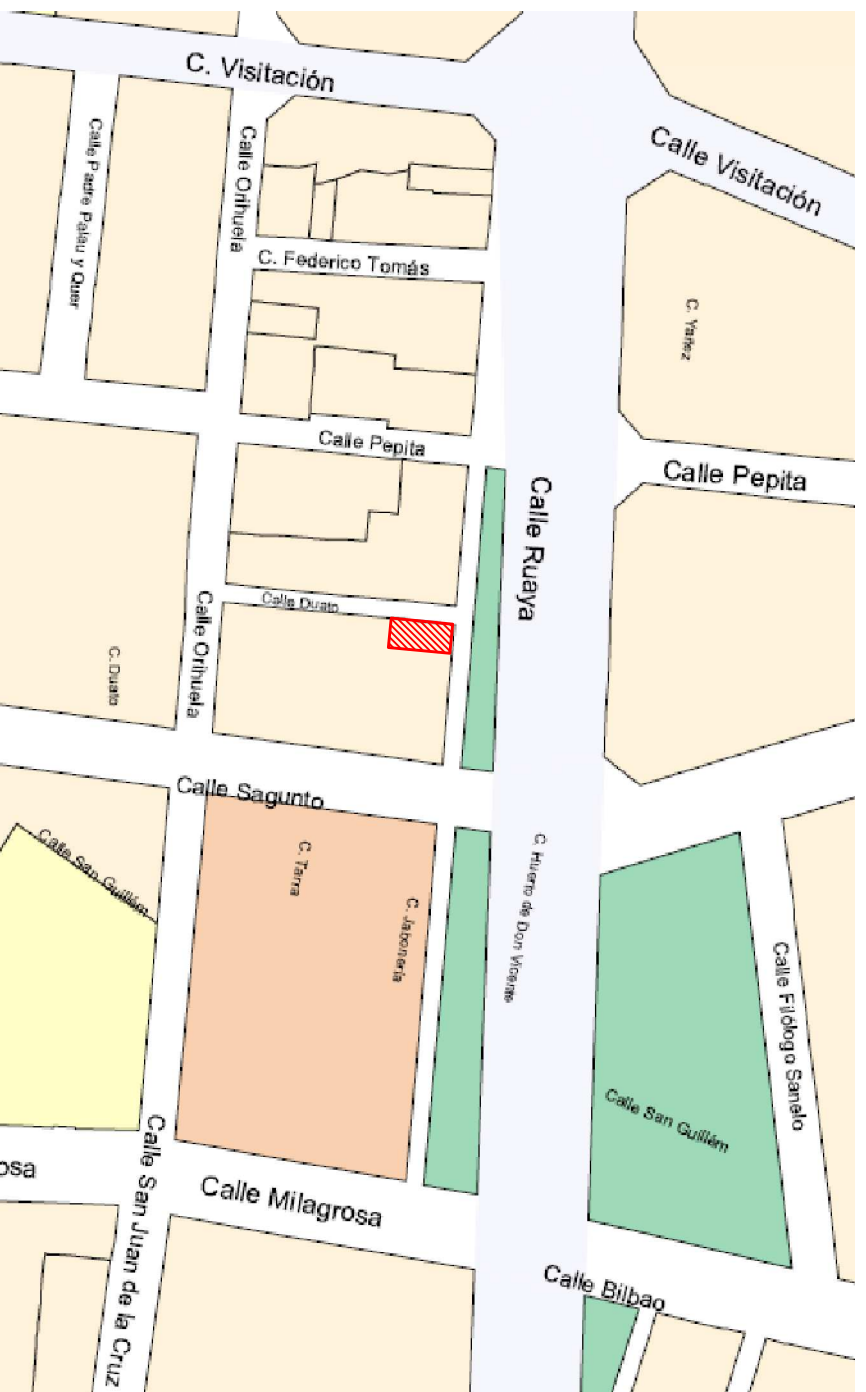 C. Visitación
Calle Visitación
Calle Padre Palau y Quer
Calle Orihuela
C. Federico Tomás
C. Yañez
Calle Pepita
Calle Pepita
Calle Ruaya
Calle Duato
Calle Orihuela
C. Duato
Calle Sagunto
Calle San Guillém
C. Tarra
C. Jabonería
C. Huerto de Don Vicente
Calle Filólogo Sanelo
Calle San Guillém
osa
Calle San Juan de la Cruz
Calle Milagrosa
Calle Bilbao